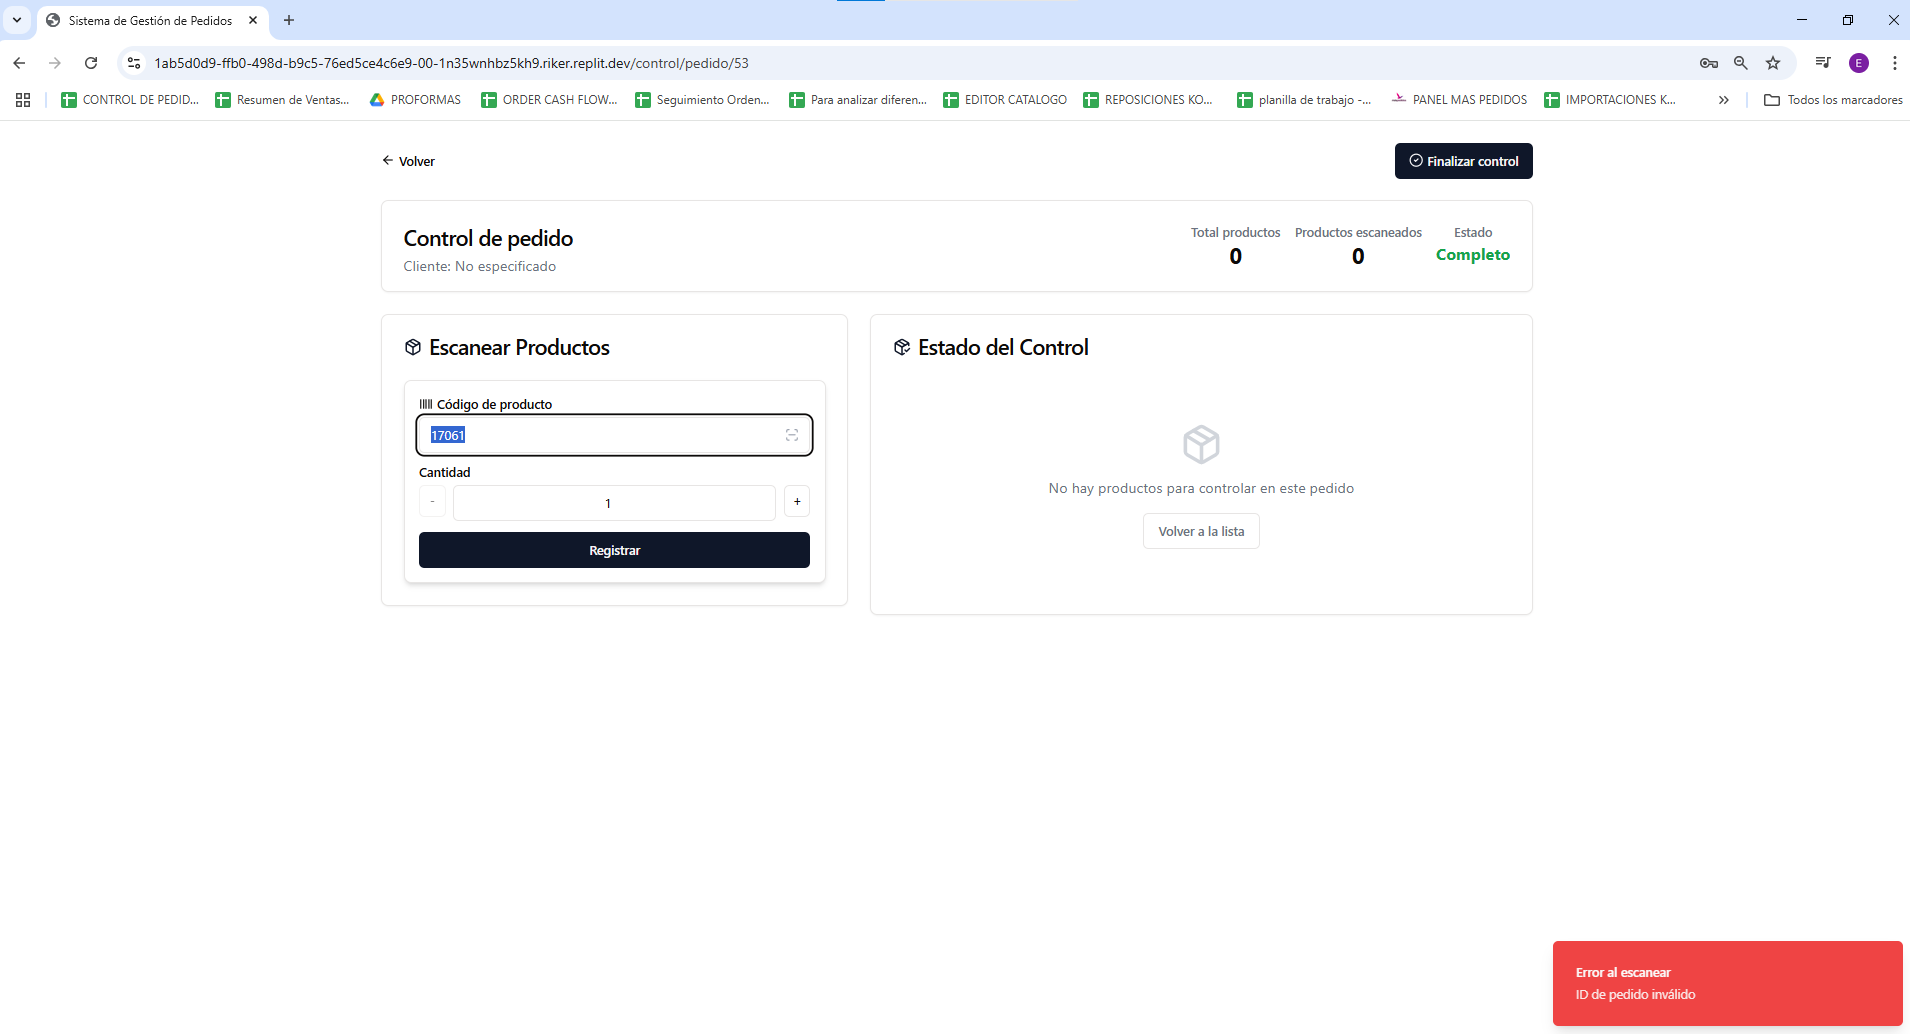 Sistema de Gestión de Pedidos
1ab5d0d9-ffb0-498d-b9c5-76ed5ce4c6e9-00-1n35wnhbz5kh9.riker.replit.dev/control/pedido/53
E
CONTROL DE PEDID...
Resumen de Ventas...
PROFORMAS
ORDER CASH FLOW...
Seguimiento Orden...
Para analizar diferen...
EDITOR CATALOGO
REPOSICIONES KO...
planilla de trabajo -...
PANEL MAS PEDIDOS
IMPORTACIONES K...
Todos los marcadores
Volver
Finalizar control
Control de pedido
Cliente: No especificado
Total productos
0
Productos escaneados
0
Estado
Completo
Escanear Productos
Código de producto
17061
Cantidad
-
1
+
Registrar
Estado del Control
No hay productos para controlar en este pedido
Volver a la lista
Error al escanear
ID de pedido inválido